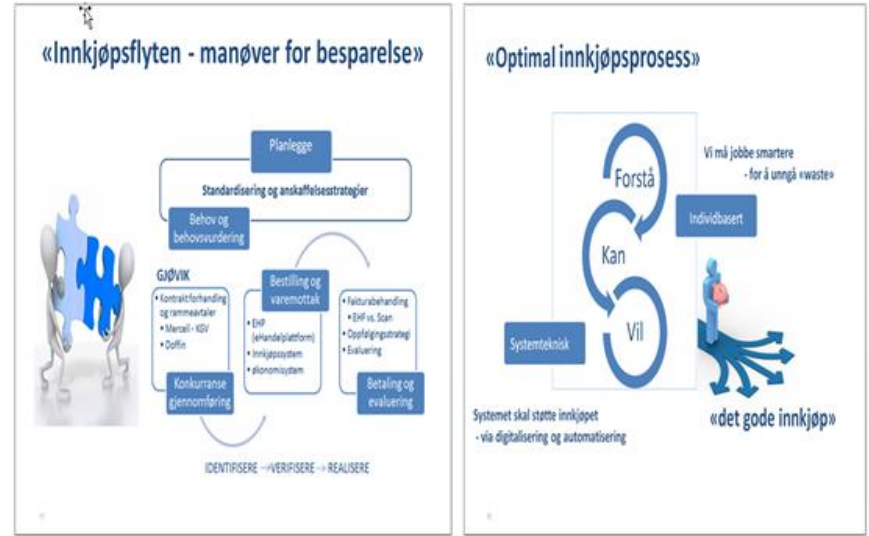 «Innkjøpsflyten - manøver for besparelse»
Planlegge
Standardisering og anskaffelsesstrategier
Behov og
behovsvurdering
GJØVIK
• Kontraktforhandling
og rammeavtaler
• Mercell - KGV
• Doffin
Konkurranse
gjennomføring
Bestilling og
varemottak
• EHP
(eHandelplattform)
• Innkjøpssystem
• økonomisystem
• Fakturabehandling
• EHF vs. Scan
• Oppfølgingsstrategi
• Evaluering
Betaling og
evaluering
IDENTIFISERE → VERIFISERE → REALISERE
«Optimal innkjøpsprosess»
Vi må jobbe smartere
- for å unngå «waste»
Forstå
Individbasert
Kan
Vil
Systemteknisk
Systemet skal støtte innkjøpet
- via digitalisering og automatisering
«det gode innkjøp»